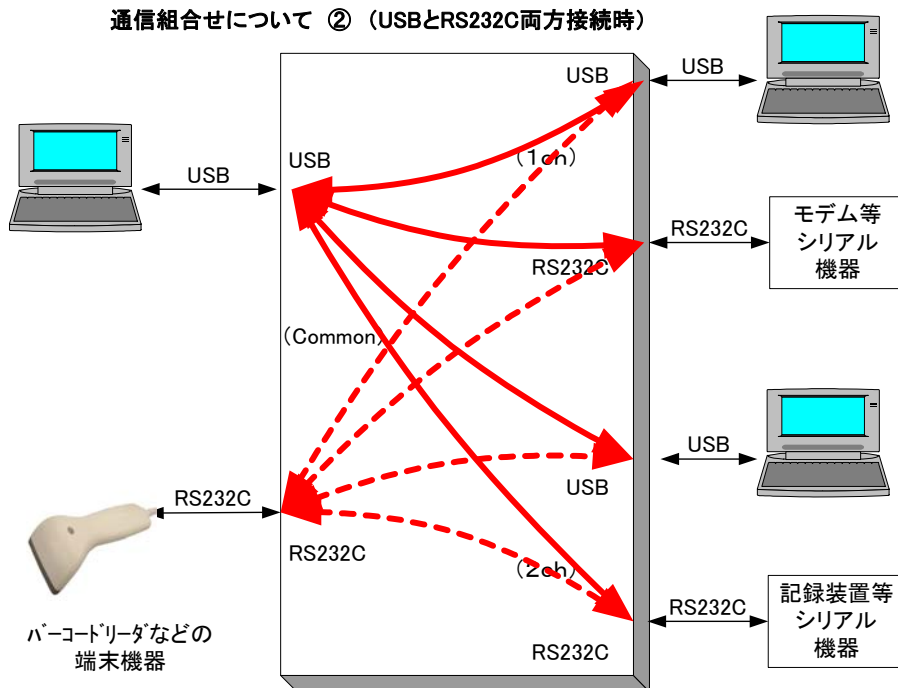 通信組合せについて ② （USBとRS232C両方接続時）
USB
USB
USB
USB
(1ch)
RS232C
RS232C
モデム等
シリアル
機器
(Common)
USB
USB
RS232C
RS232C
(2ch)
RS232C
RS232C
記録装置等
シリアル
機器
ﾊﾞｰｺｰﾄﾞﾘｰﾀﾞなどの
端末機器